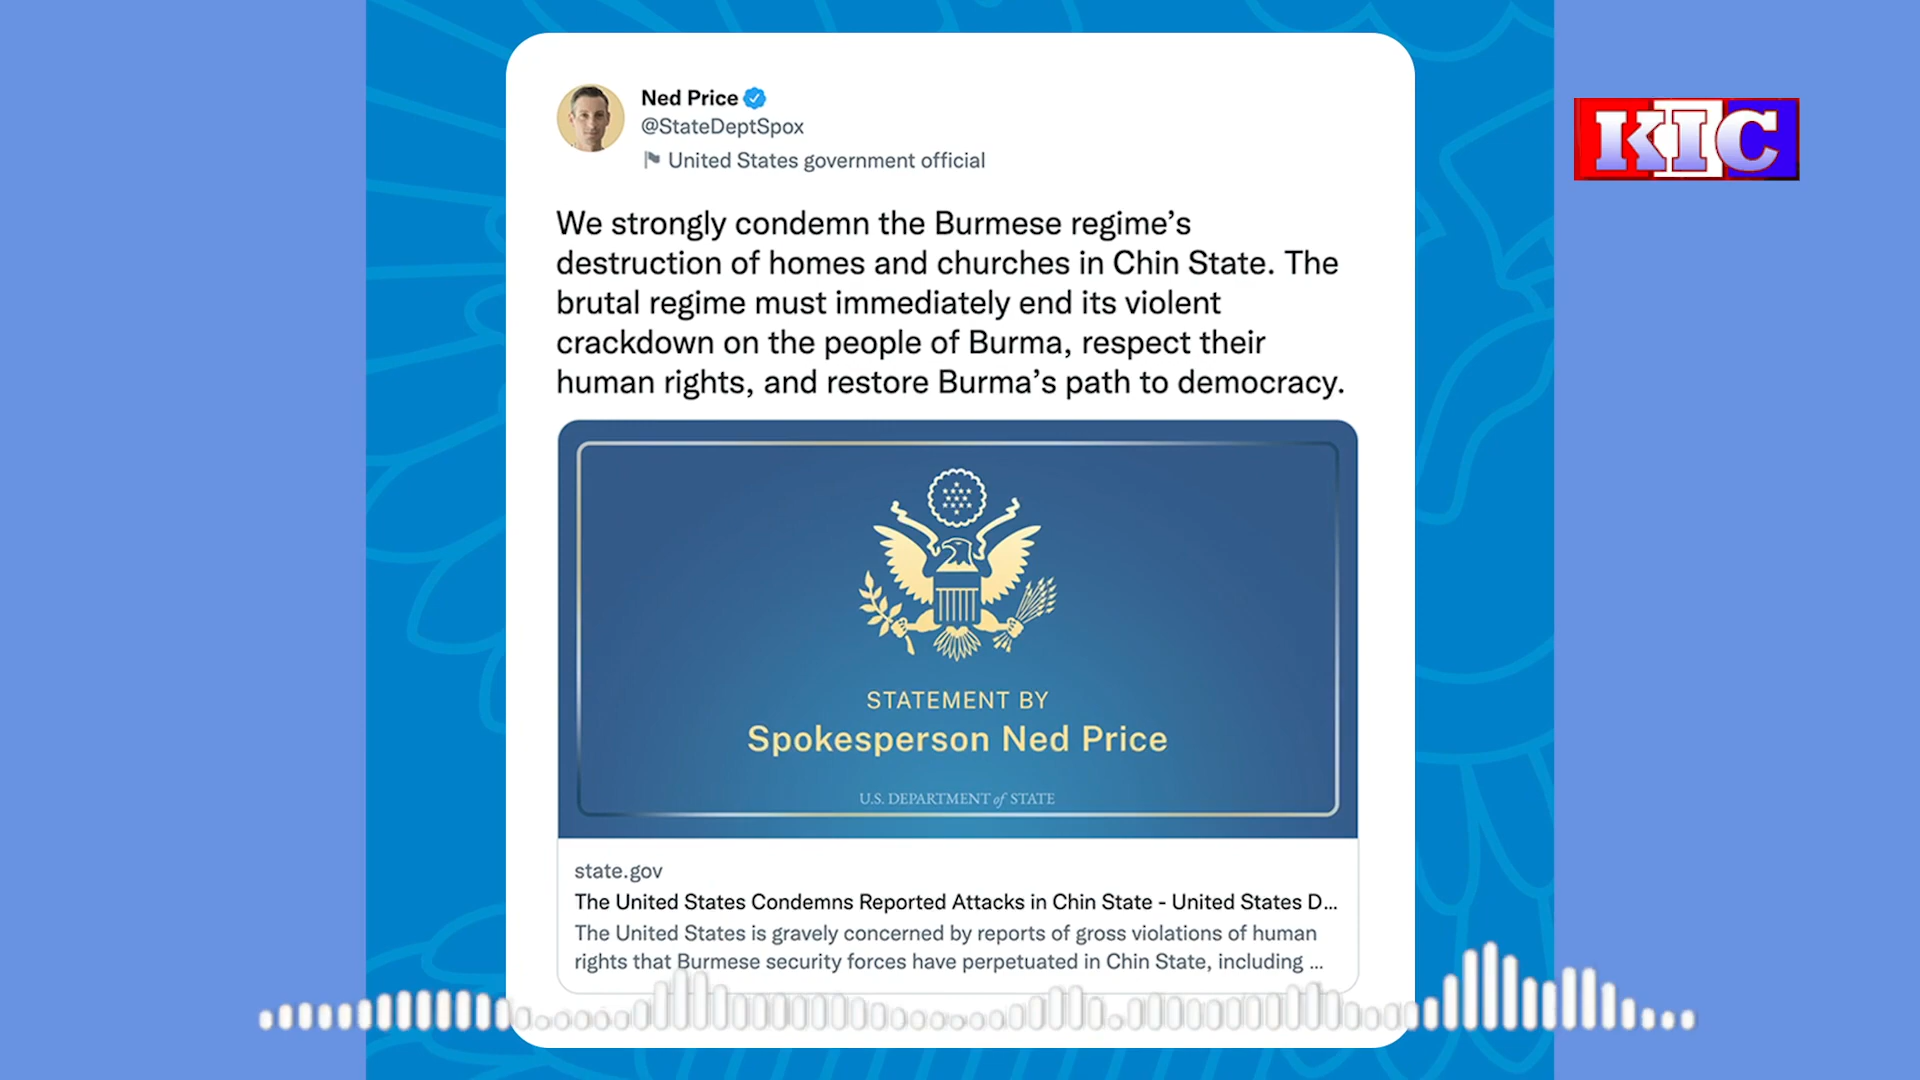 Ned Price
@StateDeptSpox
United States government official
KIC
We strongly condemn the Burmese regime’s
destruction of homes and churches in Chin State. The
brutal regime must immediately end its violent
crackdown on the people of Burma, respect their
human rights, and restore Burma’s path to democracy.
STATEMENT BY
Spokesperson Ned Price
U.S. DEPARTMENT of STATE
state.gov
The United States Condemns Reported Attacks in Chin State - United States D...
The United States is gravely concerned by reports of gross violations of human
rights that Burmese security forces have perpetuated in Chin State, including ...